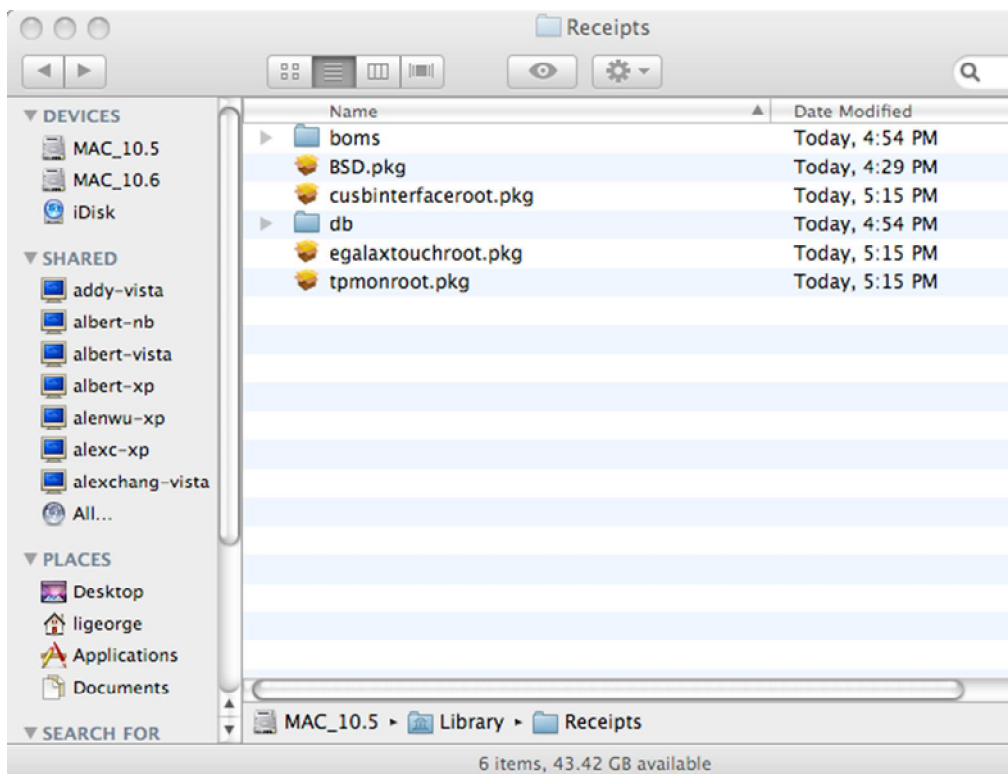 Receipts
Name Date Modified
DEVICES
MAC_10.5
MAC_10.6
iDisk
SHARED
addy-vista
albert-nb
albert-vista
albert-xp
alenwu-xp
alexc-xp
alexchang-vista
All...
PLACES
Desktop
ligeorge
Applications
Documents
SEARCH FOR
boms Today, 4:54 PM
BSD.pkg Today, 4:29 PM
cusbinterfaceroot.pkg Today, 5:15 PM
db Today, 4:54 PM
egalaxtouchroot.pkg Today, 5:15 PM
tpmonroot.pkg Today, 5:15 PM
MAC_10.5 ▸ Library ▸ Receipts
6 items, 43.42 GB available